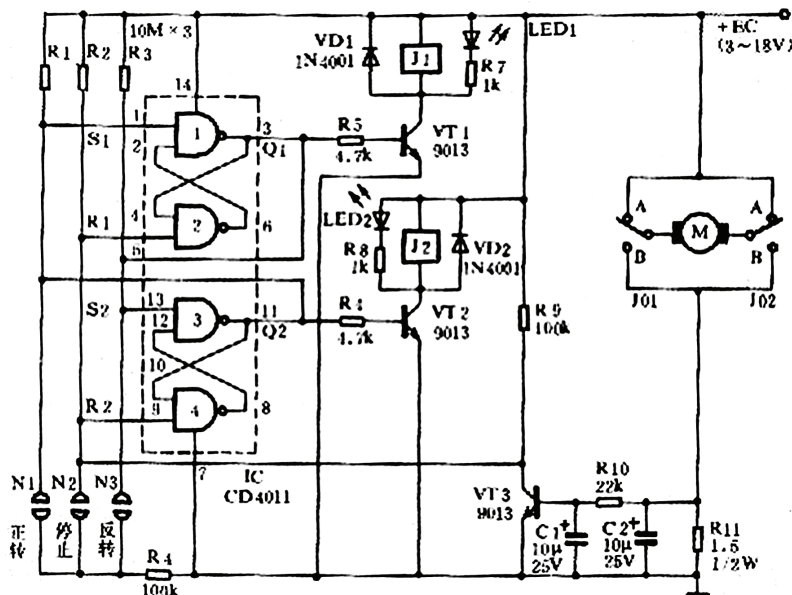 R1 R2 R3
10M×3
VD1
1N4001
J1
LED1
R7
1k
+EC
(3~18V)
14
1
2
S1
1
3
Q1
R5
4.7k
VT1
9013
4
R1
2
6
5
LED2
R8
1k
J2
VD2
1N4001
A
B
J01
M
A
B
J02
S2
13
12
3
11
Q2
R4
4.7k
VT2
9013
R9
100k
10
9
R2
4
8
7
IC
CD4011
N1 N2 N3
正转
停止
反转
R4
100k
VT3
9013
R10
22k
C1
+
10μ
25V
C2
+
10μ
25V
R11
1.5
1/2W